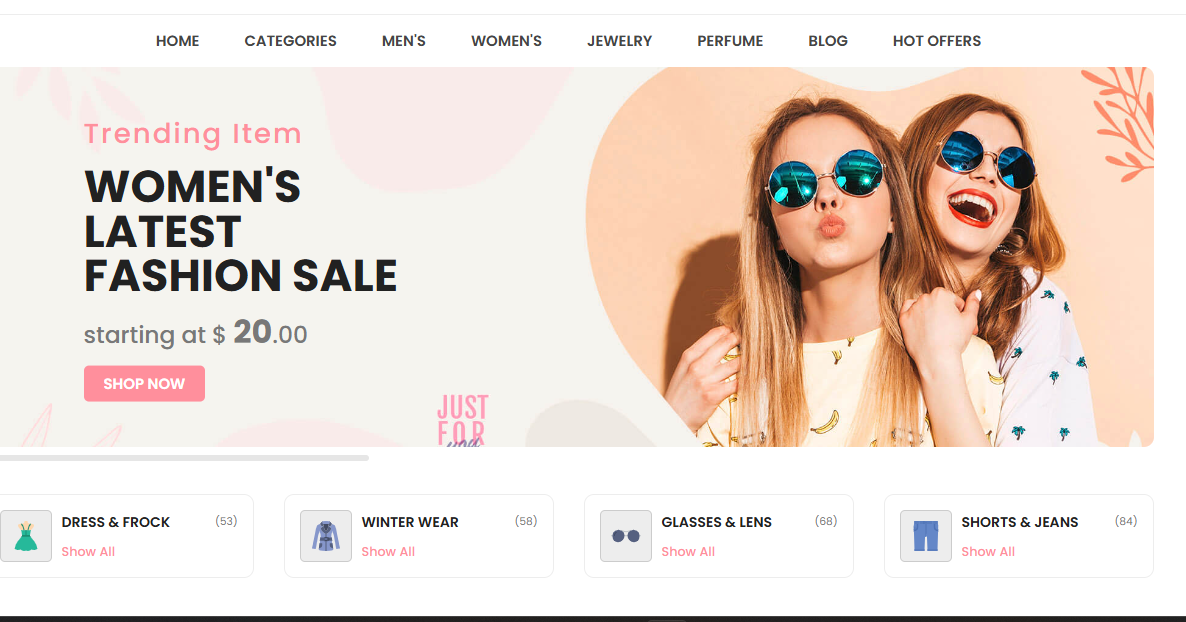 HOME CATEGORIES MEN'S WOMEN'S JEWELRY PERFUME BLOG HOT OFFERS
Trending Item
WOMEN'S
LATEST
FASHION SALE
starting at $ 20.00
SHOP NOW
JUST
FOR
you
DRESS & FROCK (53)
Show All
WINTER WEAR (58)
Show All
GLASSES & LENS (68)
Show All
SHORTS & JEANS (84)
Show All